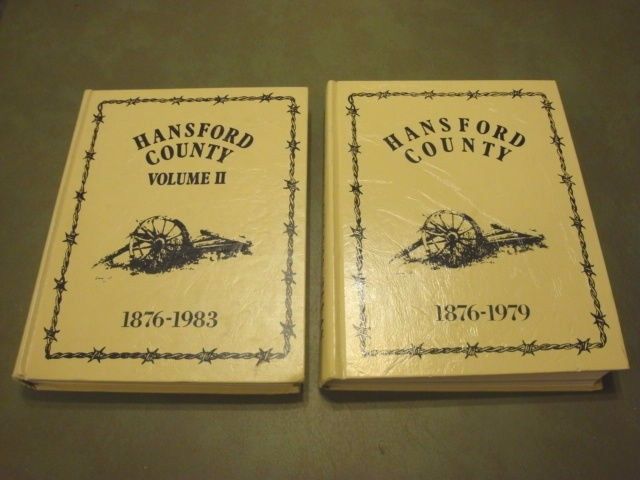 HANSFORD
COUNTY
VOLUME II
1876-1983
HANSFORD
COUNTY
1876-1979